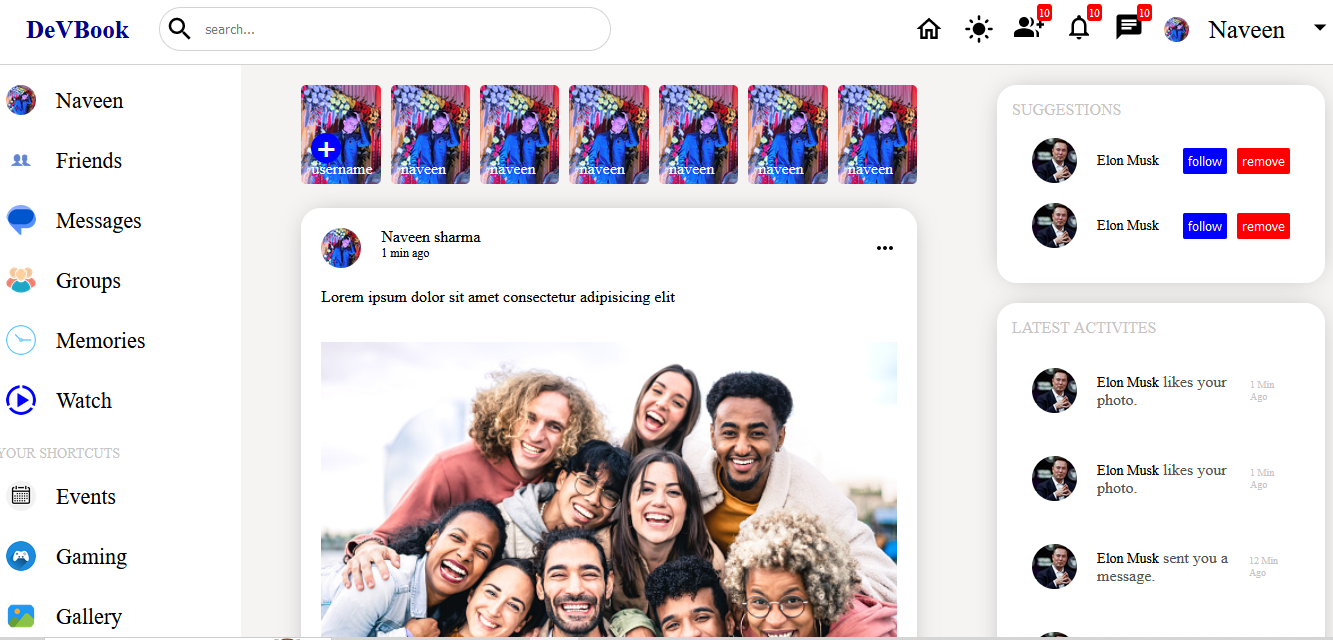 DeVBook
search...
10
10
10
Naveen
Naveen
Friends
Messages
Groups
Memories
Watch
YOUR SHORTCUTS
Events
Gaming
Gallery
username
naveen
naveen
naveen
naveen
naveen
naveen
Naveen sharma
1 min ago
Lorem ipsum dolor sit amet consectetur adipisicing elit
SUGGESTIONS
Elon Musk
follow
remove
Elon Musk
follow
remove
LATEST ACTIVITES
Elon Musk likes your
photo.
1 Min
Ago
Elon Musk likes your
photo.
1 Min
Ago
Elon Musk sent you a
message.
12 Min
Ago